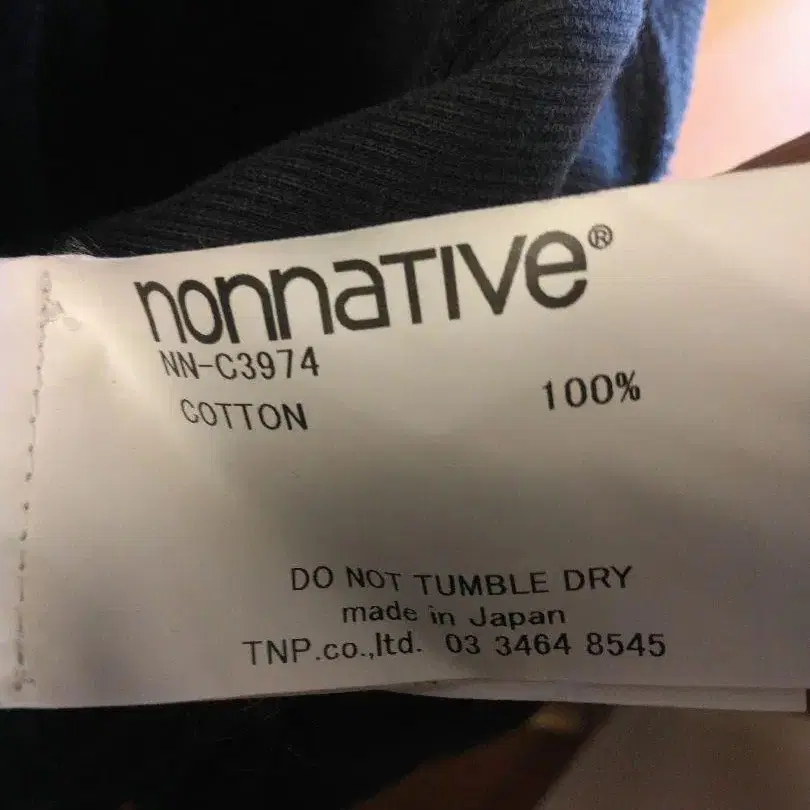 nonnaTIVe®
NN-C3974
COTTON 100%
DO NOT TUMBLE DRY
made in Japan
TNP.co.,ltd. 03 3464 8545